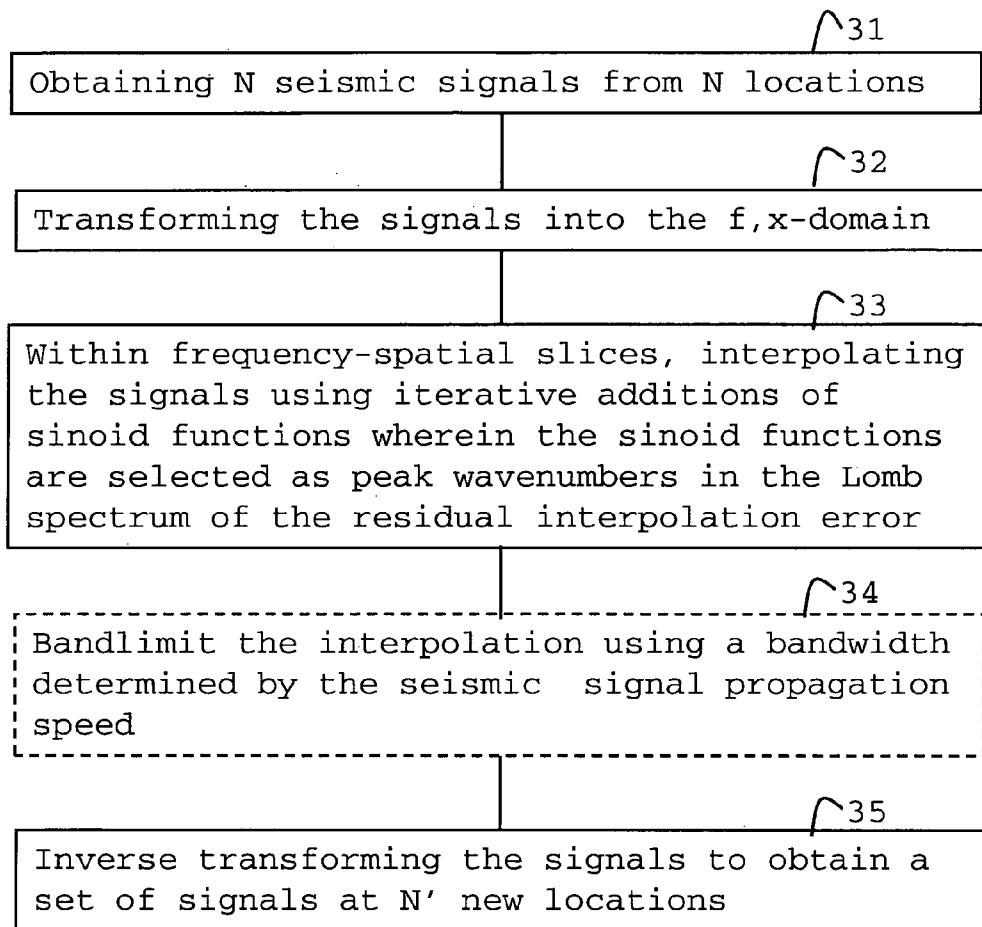 31
Obtaining N seismic signals from N locations
32
Transforming the signals into the f,x-domain
33
Within frequency-spatial slices, interpolating
the signals using iterative additions of
sinoid functions wherein the sinoid functions
are selected as peak wavenumbers in the Lomb
spectrum of the residual interpolation error
34
Bandlimit the interpolation using a bandwidth
determined by the seismic signal propagation
speed
35
Inverse transforming the signals to obtain a
set of signals at N' new locations